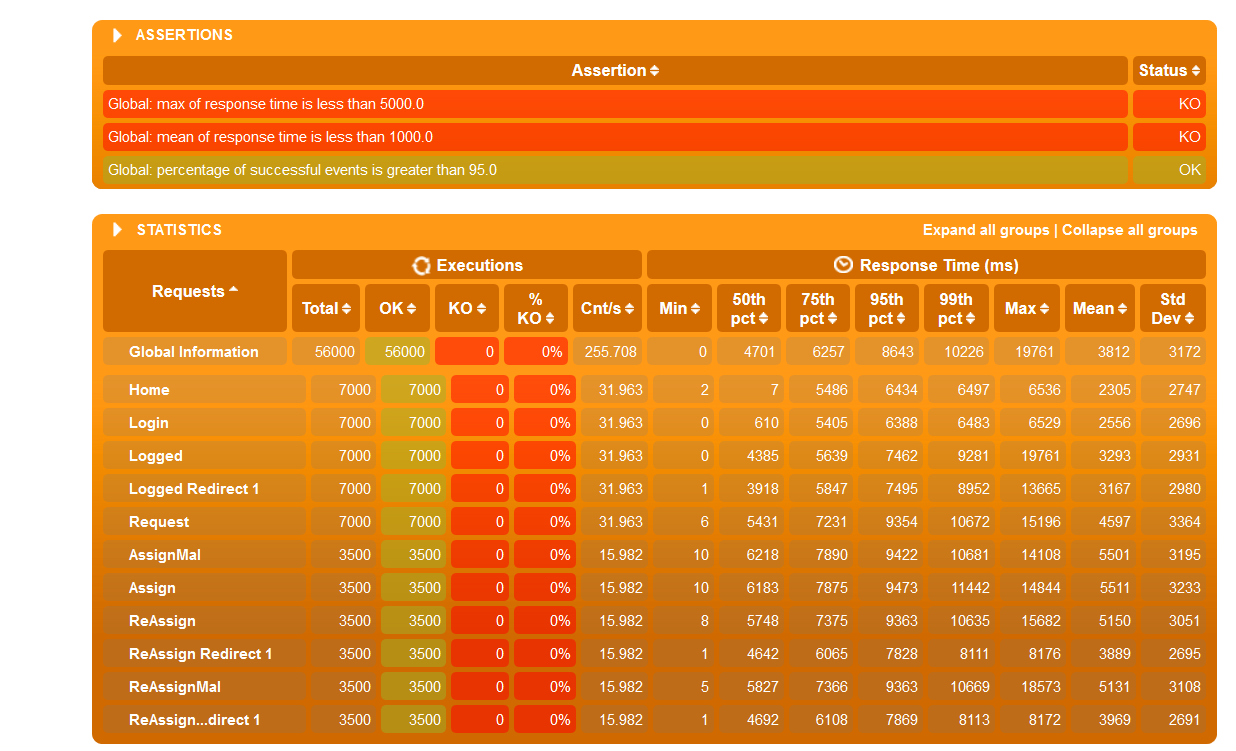 ASSERTIONS
Assertion Status
Global: max of response time is less than 5000.0 KO
Global: mean of response time is less than 1000.0 KO
Global: percentage of successful events is greater than 95.0 OK
STATISTICS Expand all groups | Collapse all groups
Requests Executions Response Time (ms)
Total OK KO % KO Cnt/s Min 50th pct 75th pct 95th pct 99th pct Max Mean Std Dev
Global Information 56000 56000 0 0% 255.708 0 4701 6257 8643 10226 19761 3812 3172
Home 7000 7000 0 0% 31.963 2 7 5486 6434 6497 6536 2305 2747
Login 7000 7000 0 0% 31.963 0 610 5405 6388 6483 6529 2556 2696
Logged 7000 7000 0 0% 31.963 0 4385 5639 7462 9281 19761 3293 2931
Logged Redirect 1 7000 7000 0 0% 31.963 1 3918 5847 7495 8952 13665 3167 2980
Request 7000 7000 0 0% 31.963 6 5431 7231 9354 10672 15196 4597 3364
AssignMal 3500 3500 0 0% 15.982 10 6218 7890 9422 10681 14108 5501 3195
Assign 3500 3500 0 0% 15.982 10 6183 7875 9473 11442 14844 5511 3233
ReAssign 3500 3500 0 0% 15.982 8 5748 7375 9363 10635 15682 5150 3051
ReAssign Redirect 1 3500 3500 0 0% 15.982 1 4642 6065 7828 8111 8176 3889 2695
ReAssignMal 3500 3500 0 0% 15.982 5 5827 7366 9363 10669 18573 5131 3108
ReAssign...direct 1 3500 3500 0 0% 15.982 1 4692 6108 7869 8113 8172 3969 2691